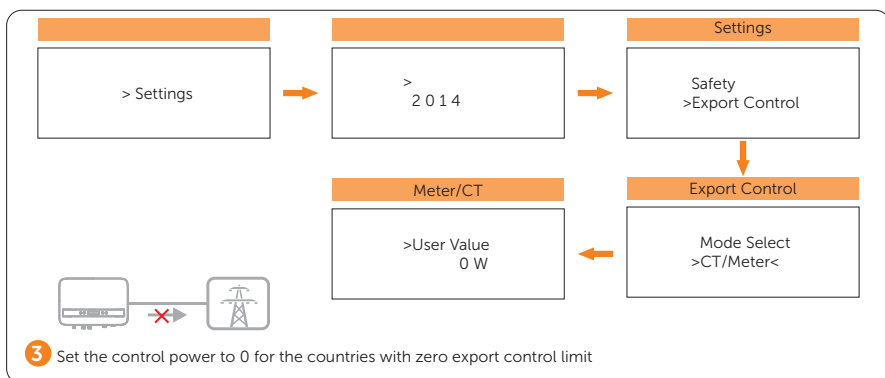 > Settings
>
2 0 1 4
Settings
Safety
>Export Control
Export Control
Mode Select
>CT/Meter<
Meter/CT
>User Value
0 W
3 Set the control power to 0 for the countries with zero export control limit